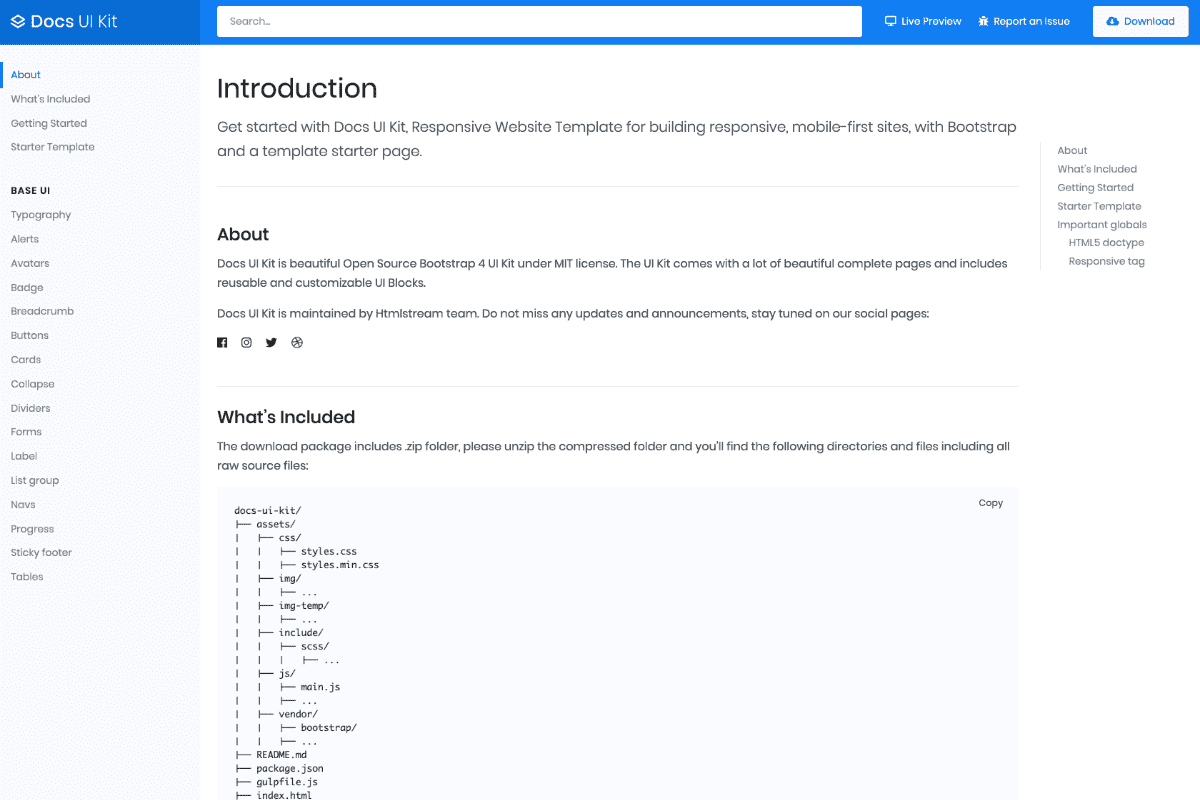 Docs UI Kit
Search...
Live Preview
Report an Issue
Download
About
What's Included
Getting Started
Starter Template
BASE UI
Typography
Alerts
Avatars
Badge
Breadcrumb
Buttons
Cards
Collapse
Dividers
Forms
Label
List group
Navs
Progress
Sticky footer
Tables
Introduction
Get started with Docs UI Kit, Responsive Website Template for building responsive, mobile-first sites, with Bootstrap
and a template starter page.
About
Docs UI Kit is beautiful Open Source Bootstrap 4 UI Kit under MIT license. The UI Kit comes with a lot of beautiful complete pages and includes
reusable and customizable UI Blocks.
Docs UI Kit is maintained by Htmlstream team. Do not miss any updates and announcements, stay tuned on our social pages:
What's Included
The download package includes .zip folder, please unzip the compressed folder and you'll find the following directories and files including all
raw source files:
Copy
docs-ui-kit/
├── assets/
│   ├── css/
│   │   ├── styles.css
│   │   ├── styles.min.css
│   ├── img/
│   │   ├── ...
│   ├── img-temp/
│   │   ├── ...
│   ├── include/
│   │   ├── scss/
│   │   │   ├── ...
│   ├── js/
│   │   ├── main.js
│   │   ├── ...
│   ├── vendor/
│   │   ├── bootstrap/
│   │   ├── ...
├── README.md
├── package.json
├── gulpfile.js
├── index.html
About
What's Included
Getting Started
Starter Template
Important globals
HTML5 doctype
Responsive tag